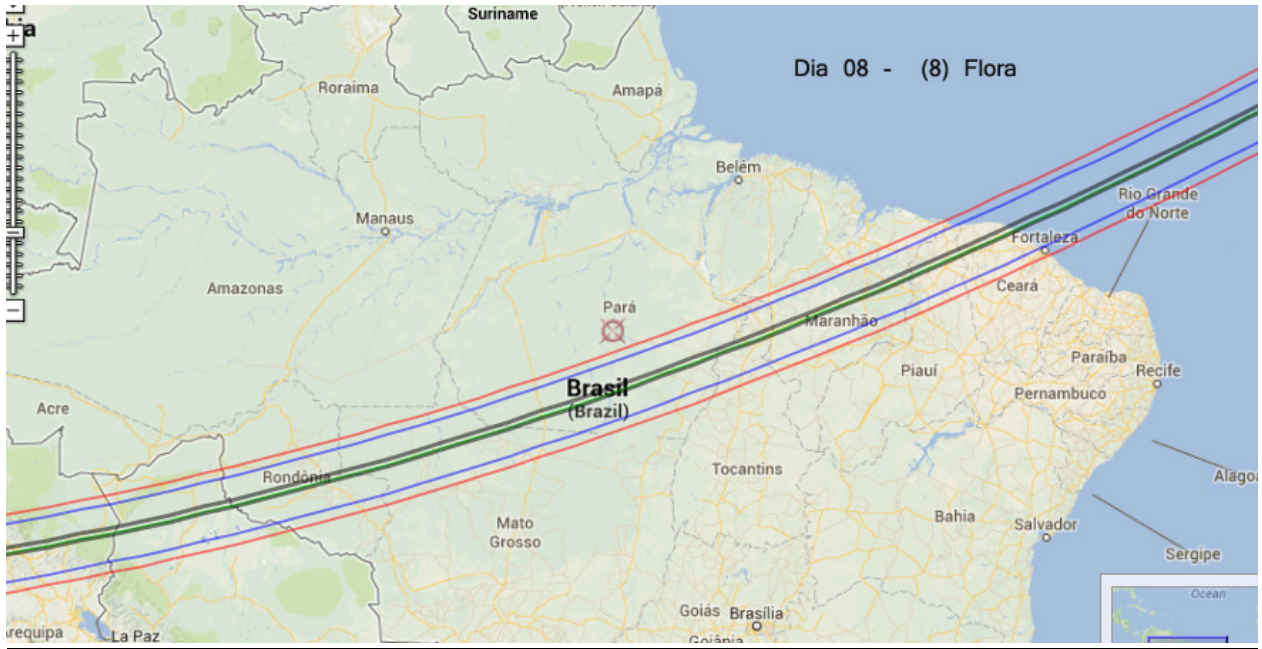 a
Suriname
Dia 08 - (8) Flora
Roraima
Amapá
Belém
Rio Grande
do Norte
Manaus
Fortaleza
Amazonas
Ceará
Pará
Maranhão
Paraíba
Piauí
Recife
Brasil
(Brazil)
Pernambuco
Acre
Tocantins
Rondônia
Alagoa
Bahia
Mato
Grosso
Salvador
Sergipe
Ocean
Goiás
Brasília
requipa
La Paz
Goiânia